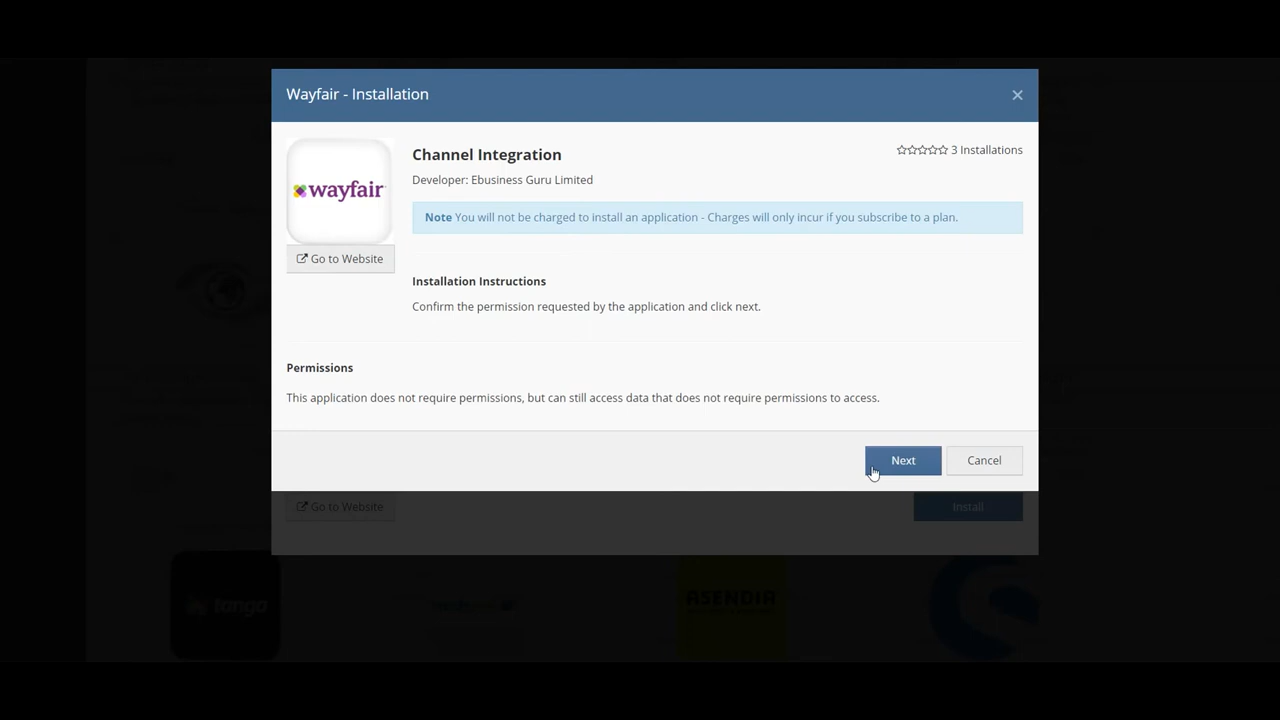 Wayfair - Installation
×
wayfair
Channel Integration
3 Installations
Developer: Ebusiness Guru Limited
Note You will not be charged to install an application - Charges will only incur if you subscribe to a plan.
Go to Website
Installation Instructions
Confirm the permission requested by the application and click next.
Permissions
This application does not require permissions, but can still access data that does not require permissions to access.
Next
Cancel
Go to Website
Install
tanga
ASENDIA